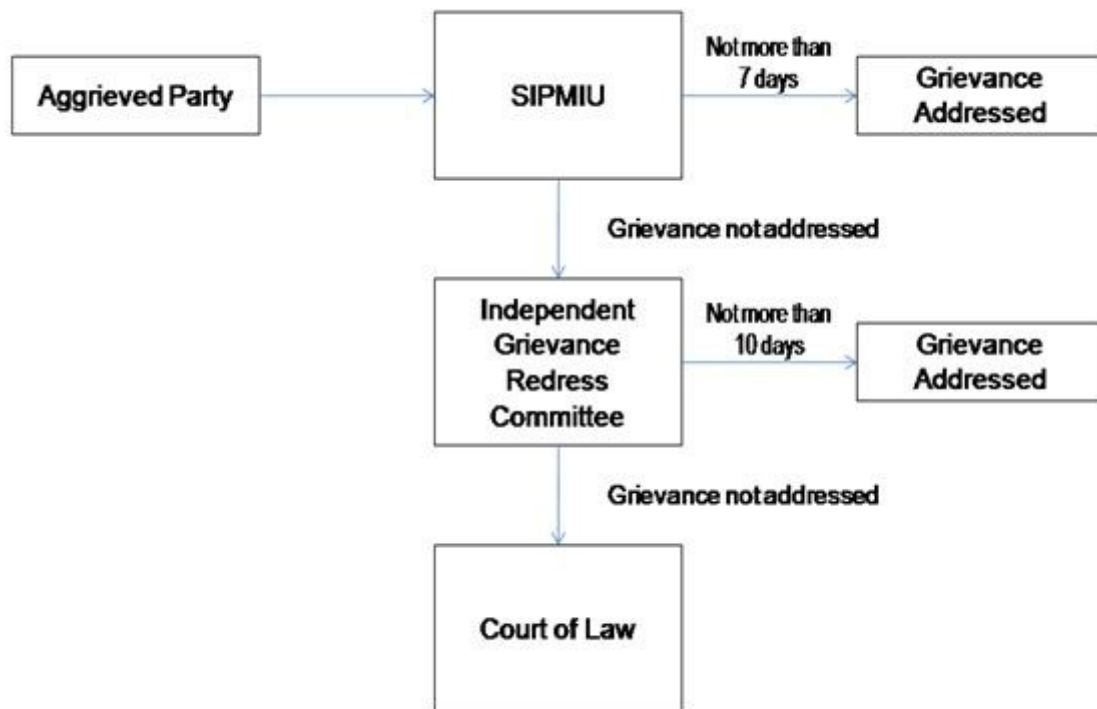 Aggrieved Party
SIPMIU
Not more than
7 days
Grievance
Addressed
Grievance not addressed
Independent
Grievance
Redress
Committee
Not more than
10 days
Grievance
Addressed
Grievance not addressed
Court of Law